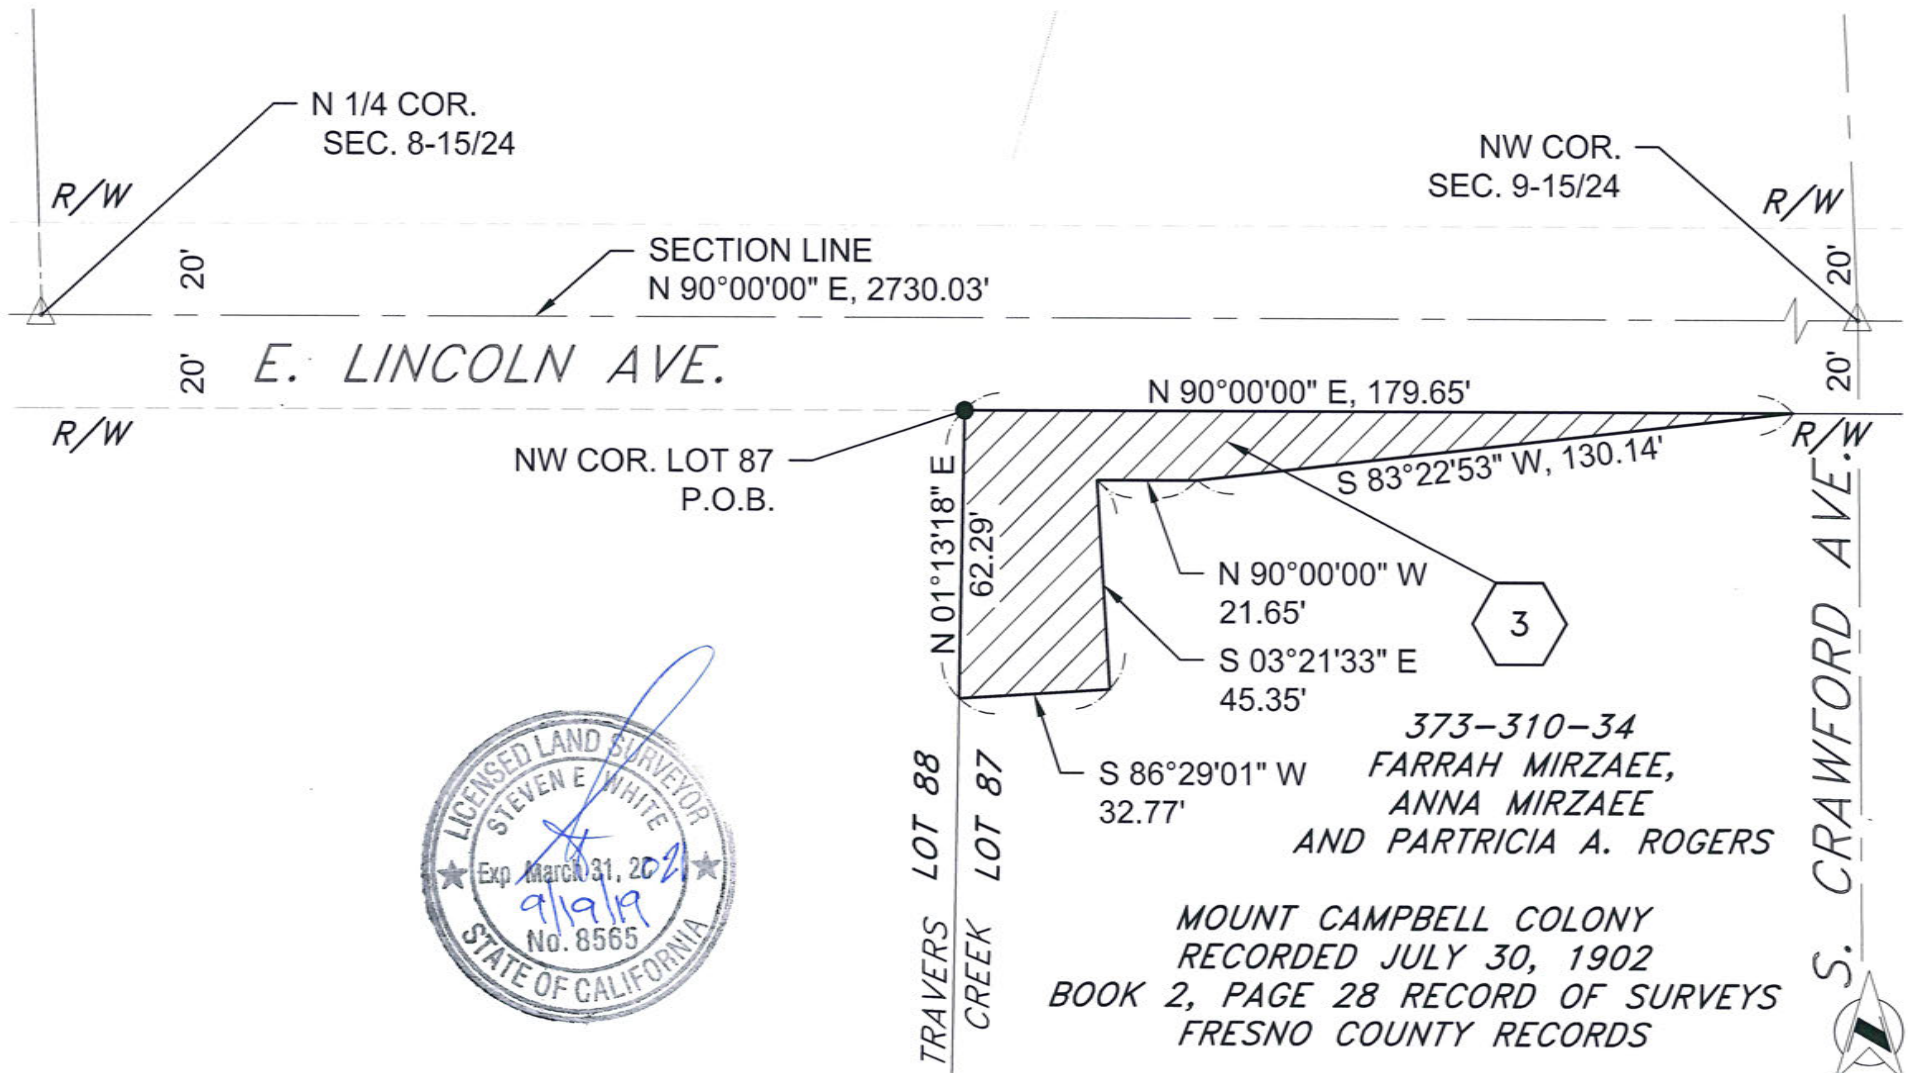 N 1/4 COR.
SEC. 8-15/24
NW COR.
SEC. 9-15/24
R/W
R/W
20'
SECTION LINE
N 90°00'00" E, 2730.03'
20'
20'
E. LINCOLN AVE.
20'
N 90°00'00" E, 179.65'
R/W
R/W
NW COR. LOT 87
P.O.B.
S 83°22'53" W, 130.14'
N 01°13'18" E
62.29'
N 90°00'00" W
21.65'
3
S 03°21'33" E
45.35'
S 86°29'01" W
32.77'
373-310-34
FARRAH MIRZAEE,
ANNA MIRZAEE
AND PARTRICIA A. ROGERS
LOT 88
LOT 87
TRAVERS
CREEK
S. CRAWFORD AVE.
MOUNT CAMPBELL COLONY
RECORDED JULY 30, 1902
BOOK 2, PAGE 28 RECORD OF SURVEYS
FRESNO COUNTY RECORDS
LICENSED LAND SURVEYOR
STEVEN E WHITE
Exp March 31, 2021
9/19/19
No. 8565
STATE OF CALIFORNIA